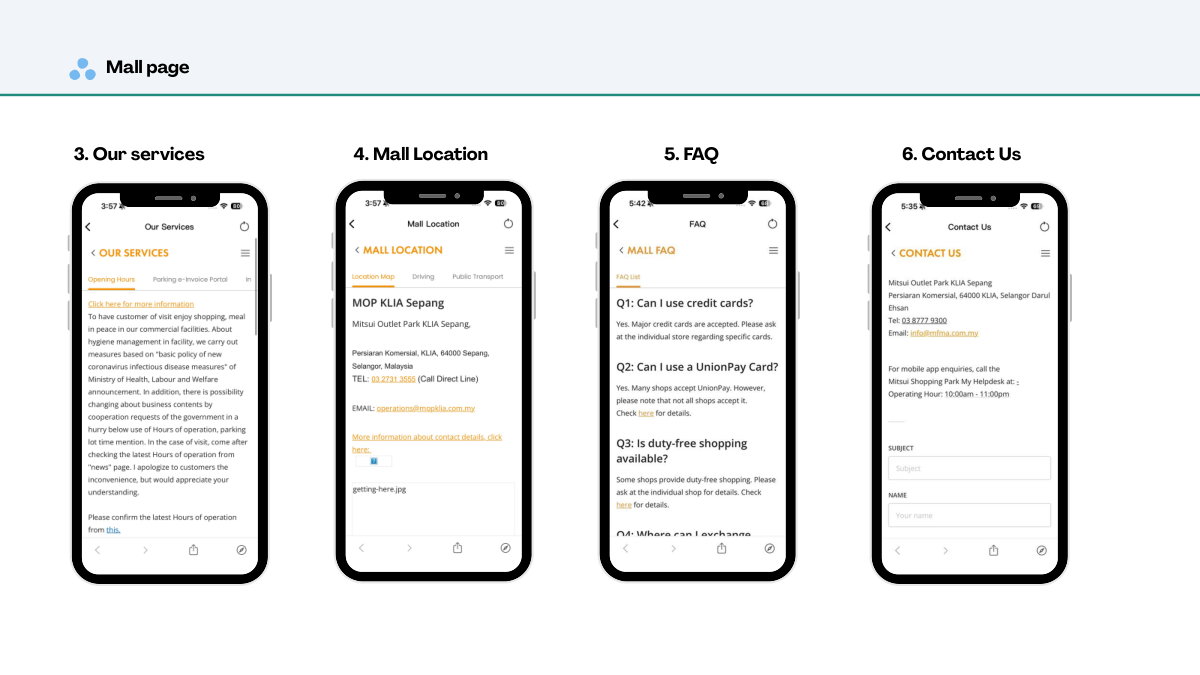 Mall page
3. Our services
3:57
80
Our Services
OUR SERVICES
Opening Hours
Parking e-Invoice Portal
In
Click here for more information
To have customer of visit enjoy shopping, meal
in peace in our commercial facilities. About
hygiene management in facility, we carry out
measures based on "basic policy of new
coronavirus infectious disease measures" of
Ministry of Health, Labour and Welfare
announcement. In addition, there is possibility
changing about business contents by
cooperation requests of the government in a
hurry below use of Hours of operation, parking
lot time mention. In the case of visit, come after
checking the latest Hours of operation from
"news" page. I apologize to customers the
inconvenience, but would appreciate your
understanding.
Please confirm the latest Hours of operation
from this.
4. Mall Location
3:57
80
Mall Location
MALL LOCATION
Location Map
Driving
Public Transport
MOP KLIA Sepang
Mitsui Outlet Park KLIA Sepang,
Persiaran Komersial, KLIA, 64000 Sepang,
Selangor, Malaysia
TEL: 03 2731 3555 (Call Direct Line)
EMAIL: operations@mopklia.com.my
More information about contact details, click
here:
getting-here.jpg
5. FAQ
5:42
FAQ
MALL FAQ
FAQ List
Q1: Can I use credit cards?
Yes. Major credit cards are accepted. Please ask
at the individual store regarding specific cards.
Q2: Can I use a UnionPay Card?
Yes. Many shops accept UnionPay. However,
please note that not all shops accept it.
Check here for details.
Q3: Is duty-free shopping
available?
Some shops provide duty-free shopping. Please
ask at the individual shop for details. Check
here for details.
Q4: Where can I exchange
6. Contact Us
5:35
Contact Us
CONTACT US
Mitsui Outlet Park KLIA Sepang
Persiaran Komersial, 64000 KLIA, Selangor Darul
Ehsan
Tel: 03 8777 9300
Email: info@mfma.com.my
For mobile app enquiries, call the
Mitsui Shopping Park My Helpdesk at: -
Operating Hour: 10:00am - 11:00pm
SUBJECT
Subject
NAME
Your name